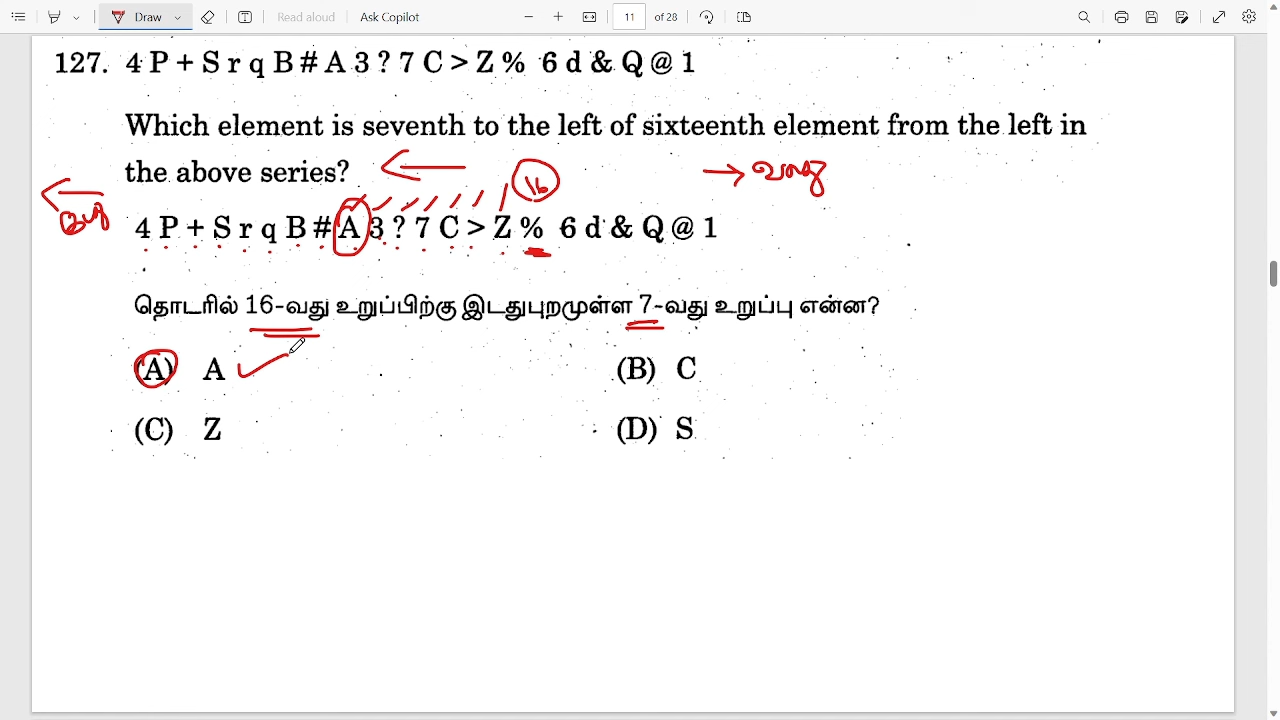 Draw
Read aloud
Ask Copilot
11 of 28
127. 4 P + S r q B # A 3 ? 7 C > Z % 6 d & Q @ 1
Which element is seventh to the left of sixteenth element from the left in
the above series?
16
வலது
இடது
4 P + S r q B # A 3 ? 7 C > Z % 6 d & Q @ 1
தொடரில் 16-வது உறுப்பிற்கு இடதுபுறமுள்ள 7-வது உறுப்பு என்ன?
(A) A
(B) C
(C) Z
(D) S